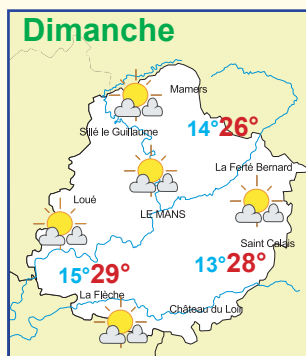 Dimanche
Mamers
14°26°
Sillé le Guillaume
La Ferté Bernard
Loué
LE MANS
Saint Calais
13°28°
15°29°
La Flèche
Château du Loir